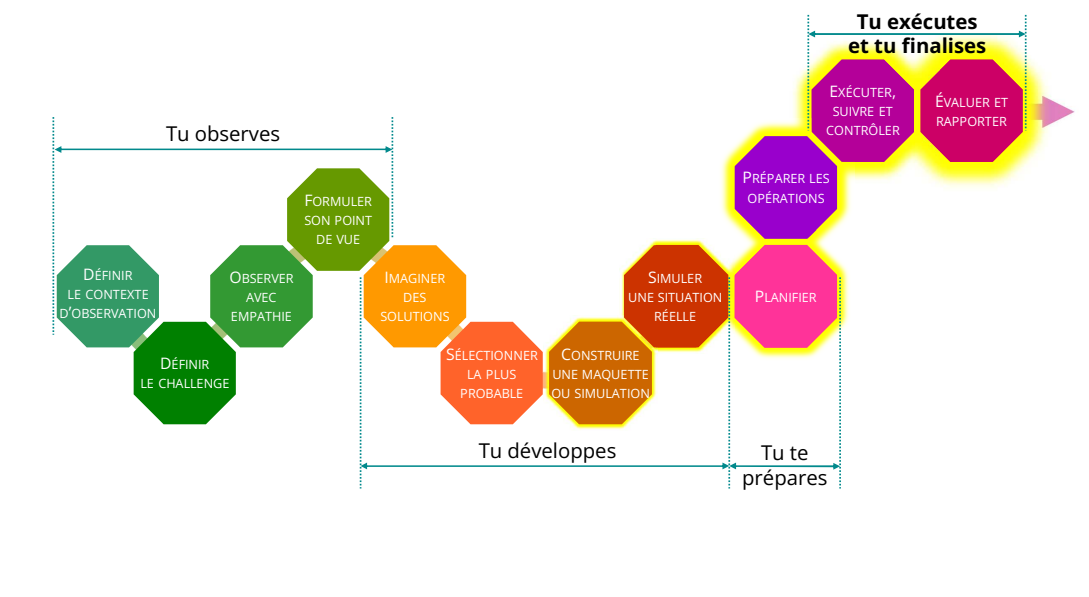 Tu exécutes
et tu finalises
Tu observes
DÉFINIR
LE CONTEXTE
D'OBSERVATION
DÉFINIR
LE CHALLENGE
OBSERVER
AVEC
EMPATHIE
FORMULER
SON POINT
DE VUE
IMAGINER
DES
SOLUTIONS
SÉLECTIONNER
LA PLUS
PROBABLE
CONSTRUIRE
UNE MAQUETTE
OU SIMULATION
SIMULER
UNE SITUATION
RÉELLE
PLANIFIER
PRÉPARER LES
OPÉRATIONS
EXÉCUTER,
SUIVRE ET
CONTRÔLER
ÉVALUER ET
RAPPORTER
Tu développes
Tu te
prépares